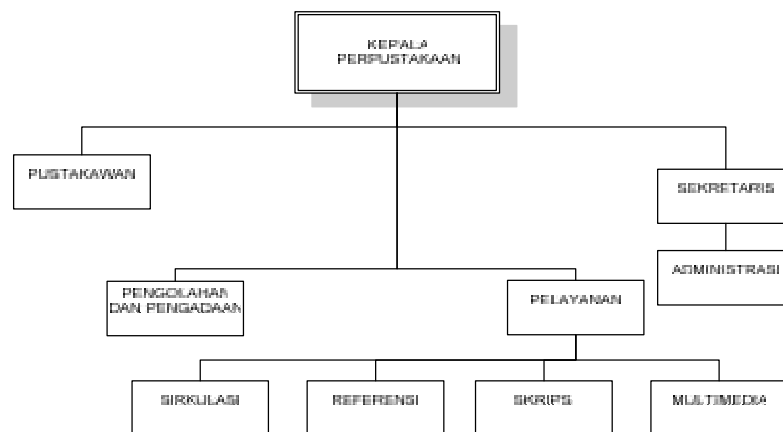 KEPALA
PERPUSTAKAAN
PUSTAKAWAN
SEKRETARIS
ADMINISTRASI
PENGOLAHAN
DAN PENGADAAN
PELAYANAN
SIRKULASI
REFERENSI
SKRIPS
MULTIMEDIA